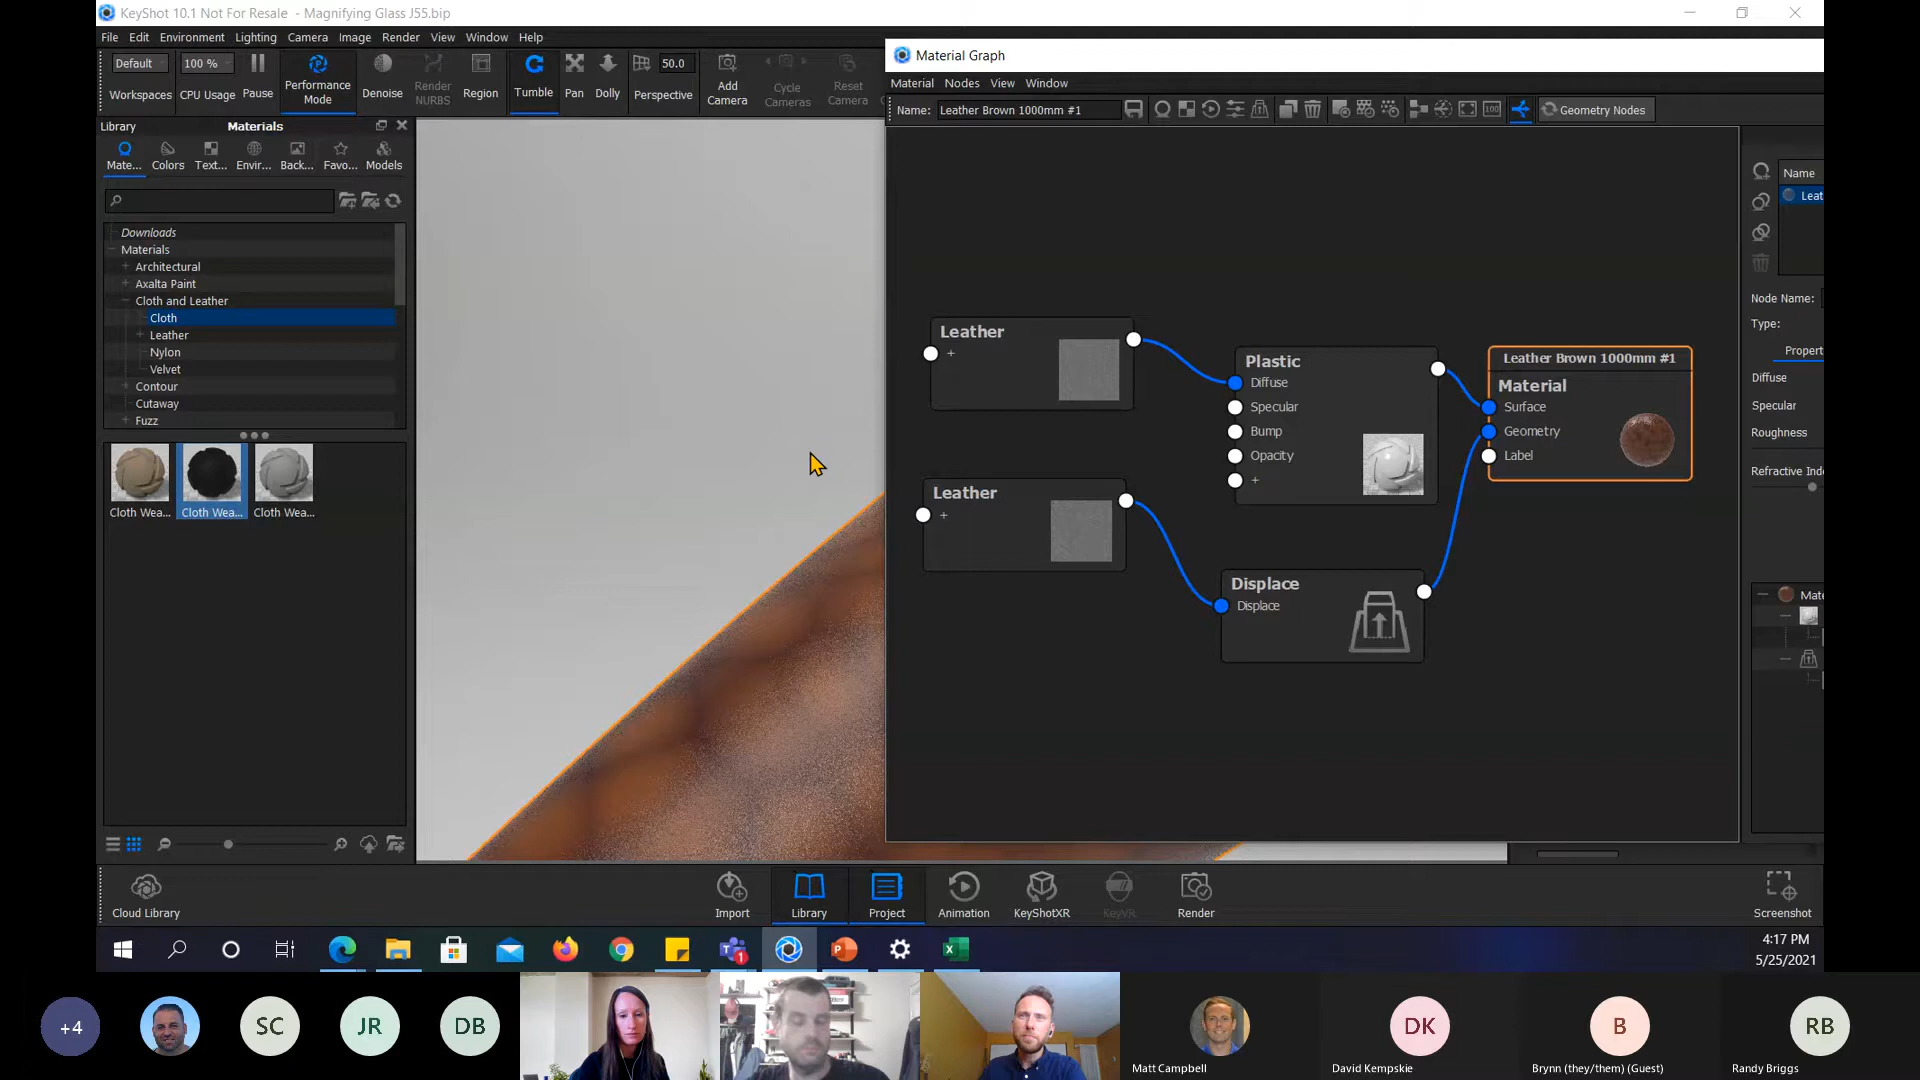 KeyShot 10.1 Not For Resale - Magnifying Glass J55.bip
File Edit Environment Lighting Camera Image Render View Window Help
Default
Workspaces
100 %
CPU Usage
Pause
Performance
Mode
Denoise
Render
NURBS
Region
Tumble
Pan
Dolly
Perspective
50.0
Add
Camera
Cycle
Cameras
Reset
Camera
Library
Materials
Mate... Colors Text... Envir... Back... Favo... Models
Downloads
Materials
Architectural
Axalta Paint
Cloth and Leather
Cloth
Leather
Nylon
Velvet
Contour
Cutaway
Fuzz
Cloth Wea... Cloth Wea... Cloth Wea...
Material Graph
Material Nodes View Window
Name: Leather Brown 1000mm #1
100
Geometry Nodes
Leather
+
Leather
+
Plastic
Diffuse
Specular
Bump
Opacity
+
Displace
Displace
Leather Brown 1000mm #1
Material
Surface
Geometry
Label
Name
Leat
Node Name:
Type:
Propert
Diffuse
Specular
Roughness
Refractive Inde
Mate
Cloud Library
Import
Library
Project
Animation
KeyShotXR
KeyVR
Render
Screenshot
1
4:17 PM
5/25/2021
+4
SC
JR
DB
Matt Campbell
DK
David Kempskie
B
Brynn (they/them) (Guest)
RB
Randy Briggs